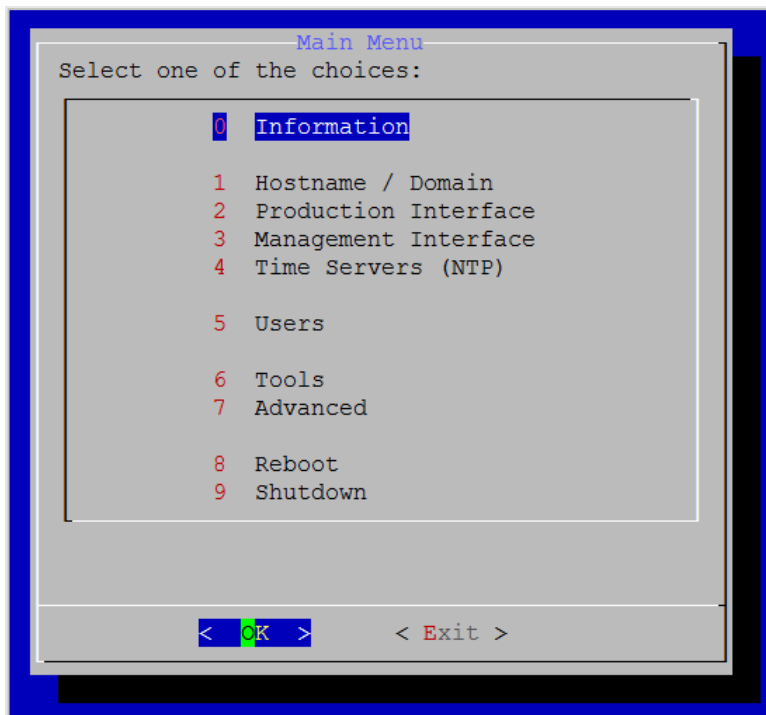 Main Menu
Select one of the choices:
0 Information
1 Hostname / Domain
2 Production Interface
3 Management Interface
4 Time Servers (NTP)
5 Users
6 Tools
7 Advanced
8 Reboot
9 Shutdown
< OK > < Exit >